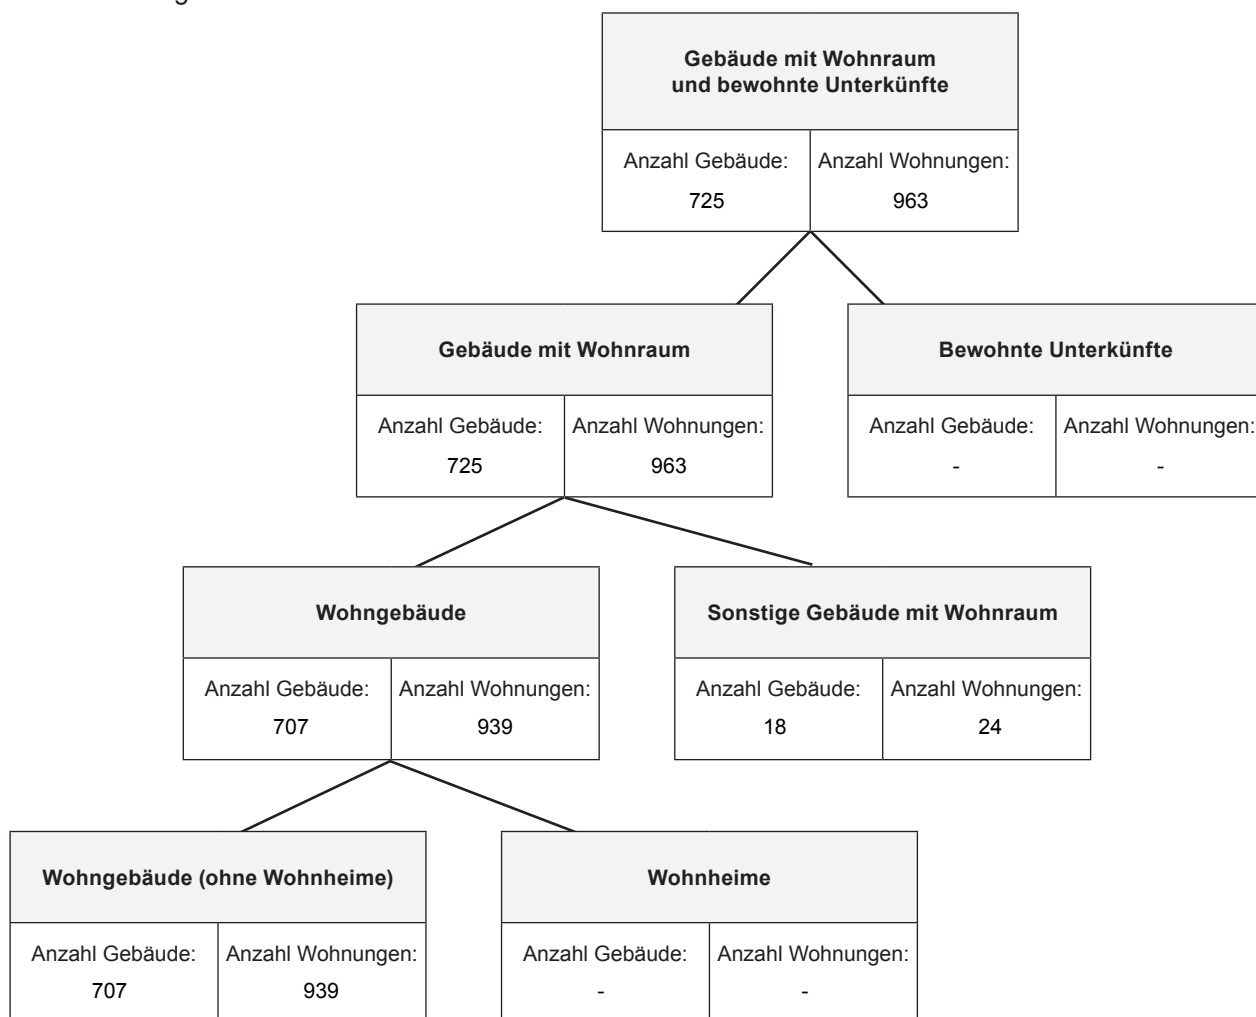 Gebäude mit Wohnraum
und bewohnte Unterkünfte
Anzahl Gebäude: Anzahl Wohnungen:
725 963
Gebäude mit Wohnraum
Bewohnte Unterkünfte
Anzahl Gebäude: Anzahl Wohnungen:
725 963
Anzahl Gebäude: Anzahl Wohnungen:
- -
Wohngebäude
Sonstige Gebäude mit Wohnraum
Anzahl Gebäude: Anzahl Wohnungen:
707 939
Anzahl Gebäude: Anzahl Wohnungen:
18 24
Wohngebäude (ohne Wohnheime)
Wohnheime
Anzahl Gebäude: Anzahl Wohnungen:
707 939
Anzahl Gebäude: Anzahl Wohnungen:
- -